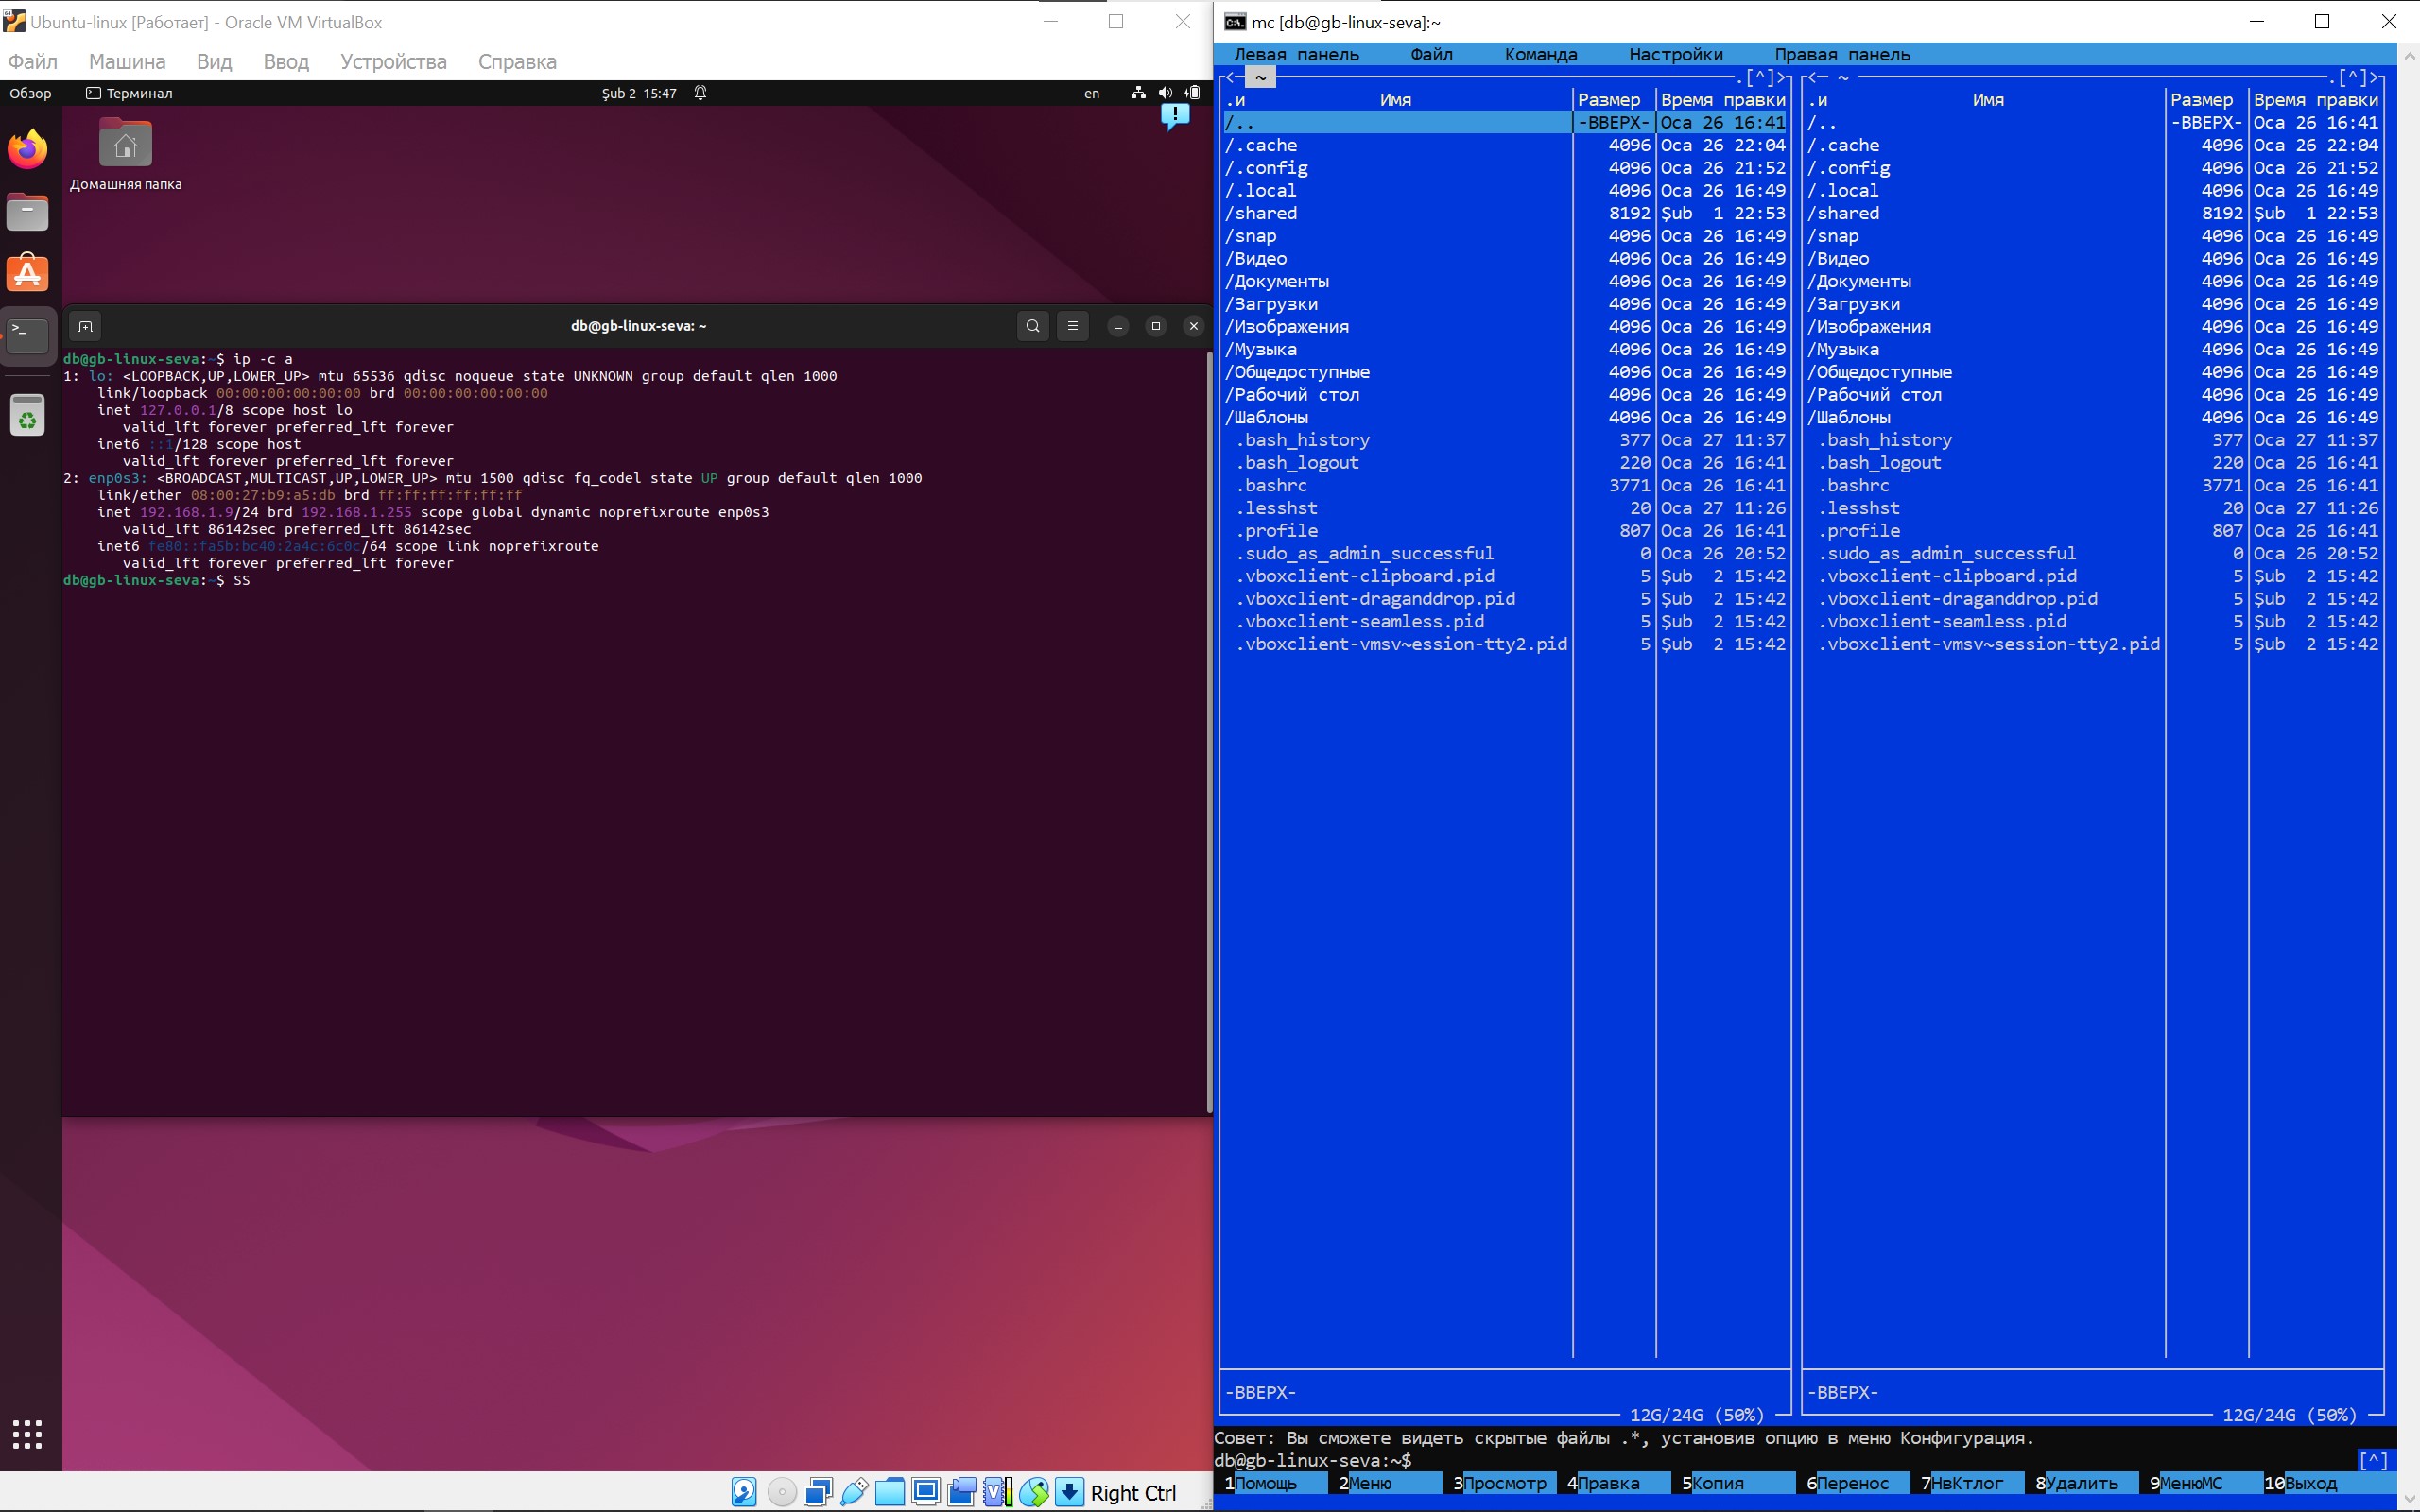 Ubuntu-linux [Работает] - Oracle VM VirtualBox
Файл Машина Вид Ввод Устройства Справка
Обзор Терминал Şub 2 15:47 en
Домашняя папка
db@gb-linux-seva: ~
db@gb-linux-seva:~$ ip -c a
1: lo: <LOOPBACK,UP,LOWER_UP> mtu 65536 qdisc noqueue state UNKNOWN group default qlen 1000
link/loopback 00:00:00:00:00:00 brd 00:00:00:00:00:00
inet 127.0.0.1/8 scope host lo
valid_lft forever preferred_lft forever
inet6 ::1/128 scope host
valid_lft forever preferred_lft forever
2: enp0s3: <BROADCAST,MULTICAST,UP,LOWER_UP> mtu 1500 qdisc fq_codel state UP group default qlen 1000
link/ether 08:00:27:b9:a5:db brd ff:ff:ff:ff:ff:ff
inet 192.168.1.9/24 brd 192.168.1.255 scope global dynamic noprefixroute enp0s3
valid_lft 86142sec preferred_lft 86142sec
inet6 fe80::fa5b:bc40:2a4c:6c0c/64 scope link noprefixroute
valid_lft forever preferred_lft forever
db@gb-linux-seva:~$ SS
Right Ctrl
mc [db@gb-linux-seva]:~
Левая панель Файл Команда Настройки Правая панель
<- ~ .[^]> <- ~ .[^]>
.и Имя Размер Время правки .и Имя Размер Время правки
/.. -ВВЕРХ- Oca 26 16:41 /.. -ВВЕРХ- Oca 26 16:41
/.cache 4096 Oca 26 22:04 /.cache 4096 Oca 26 22:04
/.config 4096 Oca 26 21:52 /.config 4096 Oca 26 21:52
/.local 4096 Oca 26 16:49 /.local 4096 Oca 26 16:49
/shared 8192 Şub 1 22:53 /shared 8192 Şub 1 22:53
/snap 4096 Oca 26 16:49 /snap 4096 Oca 26 16:49
/Видео 4096 Oca 26 16:49 /Видео 4096 Oca 26 16:49
/Документы 4096 Oca 26 16:49 /Документы 4096 Oca 26 16:49
/Загрузки 4096 Oca 26 16:49 /Загрузки 4096 Oca 26 16:49
/Изображения 4096 Oca 26 16:49 /Изображения 4096 Oca 26 16:49
/Музыка 4096 Oca 26 16:49 /Музыка 4096 Oca 26 16:49
/Общедоступные 4096 Oca 26 16:49 /Общедоступные 4096 Oca 26 16:49
/Рабочий стол 4096 Oca 26 16:49 /Рабочий стол 4096 Oca 26 16:49
/Шаблоны 4096 Oca 26 16:49 /Шаблоны 4096 Oca 26 16:49
.bash_history 377 Oca 27 11:37 .bash_history 377 Oca 27 11:37
.bash_logout 220 Oca 26 16:41 .bash_logout 220 Oca 26 16:41
.bashrc 3771 Oca 26 16:41 .bashrc 3771 Oca 26 16:41
.lesshst 20 Oca 27 11:26 .lesshst 20 Oca 27 11:26
.profile 807 Oca 26 16:41 .profile 807 Oca 26 16:41
.sudo_as_admin_successful 0 Oca 26 20:52 .sudo_as_admin_successful 0 Oca 26 20:52
.vboxclient-clipboard.pid 5 Şub 2 15:42 .vboxclient-clipboard.pid 5 Şub 2 15:42
.vboxclient-draganddrop.pid 5 Şub 2 15:42 .vboxclient-draganddrop.pid 5 Şub 2 15:42
.vboxclient-seamless.pid 5 Şub 2 15:42 .vboxclient-seamless.pid 5 Şub 2 15:42
.vboxclient-vmsv~ession-tty2.pid 5 Şub 2 15:42 .vboxclient-vmsv~session-tty2.pid 5 Şub 2 15:42
-ВВЕРХ- -ВВЕРХ-
12G/24G (50%) 12G/24G (50%)
Совет: Вы сможете видеть скрытые файлы .*, установив опцию в меню Конфигурация.
db@gb-linux-seva:~$ [^]
1Помощь 2Меню 3Просмотр 4Правка 5Копия 6Перенос 7НвКтлог 8Удалить 9МенюМС 10Выход